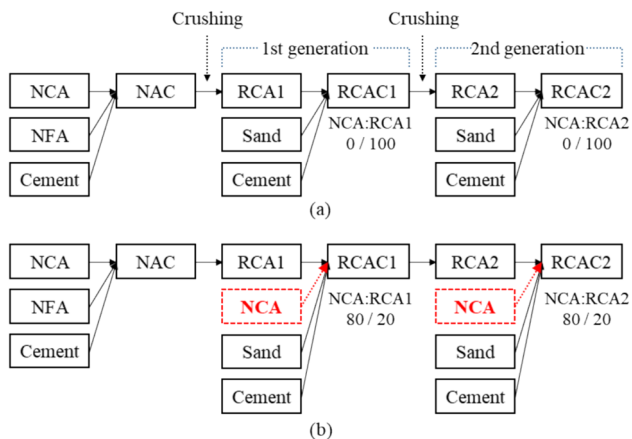 Crushing Crushing
1st generation 2nd generation
NCA NAC RCA1 RCAC1 RCA2 RCAC2
NFA Sand NCA:RCA1 Sand NCA:RCA2
0 / 100 0 / 100
Cement Cement Cement
(a)
NCA NAC RCA1 RCAC1 RCA2 RCAC2
NFA NCA NCA:RCA1 NCA NCA:RCA2
80 / 20 80 / 20
Cement Sand Sand
Cement Cement
(b)